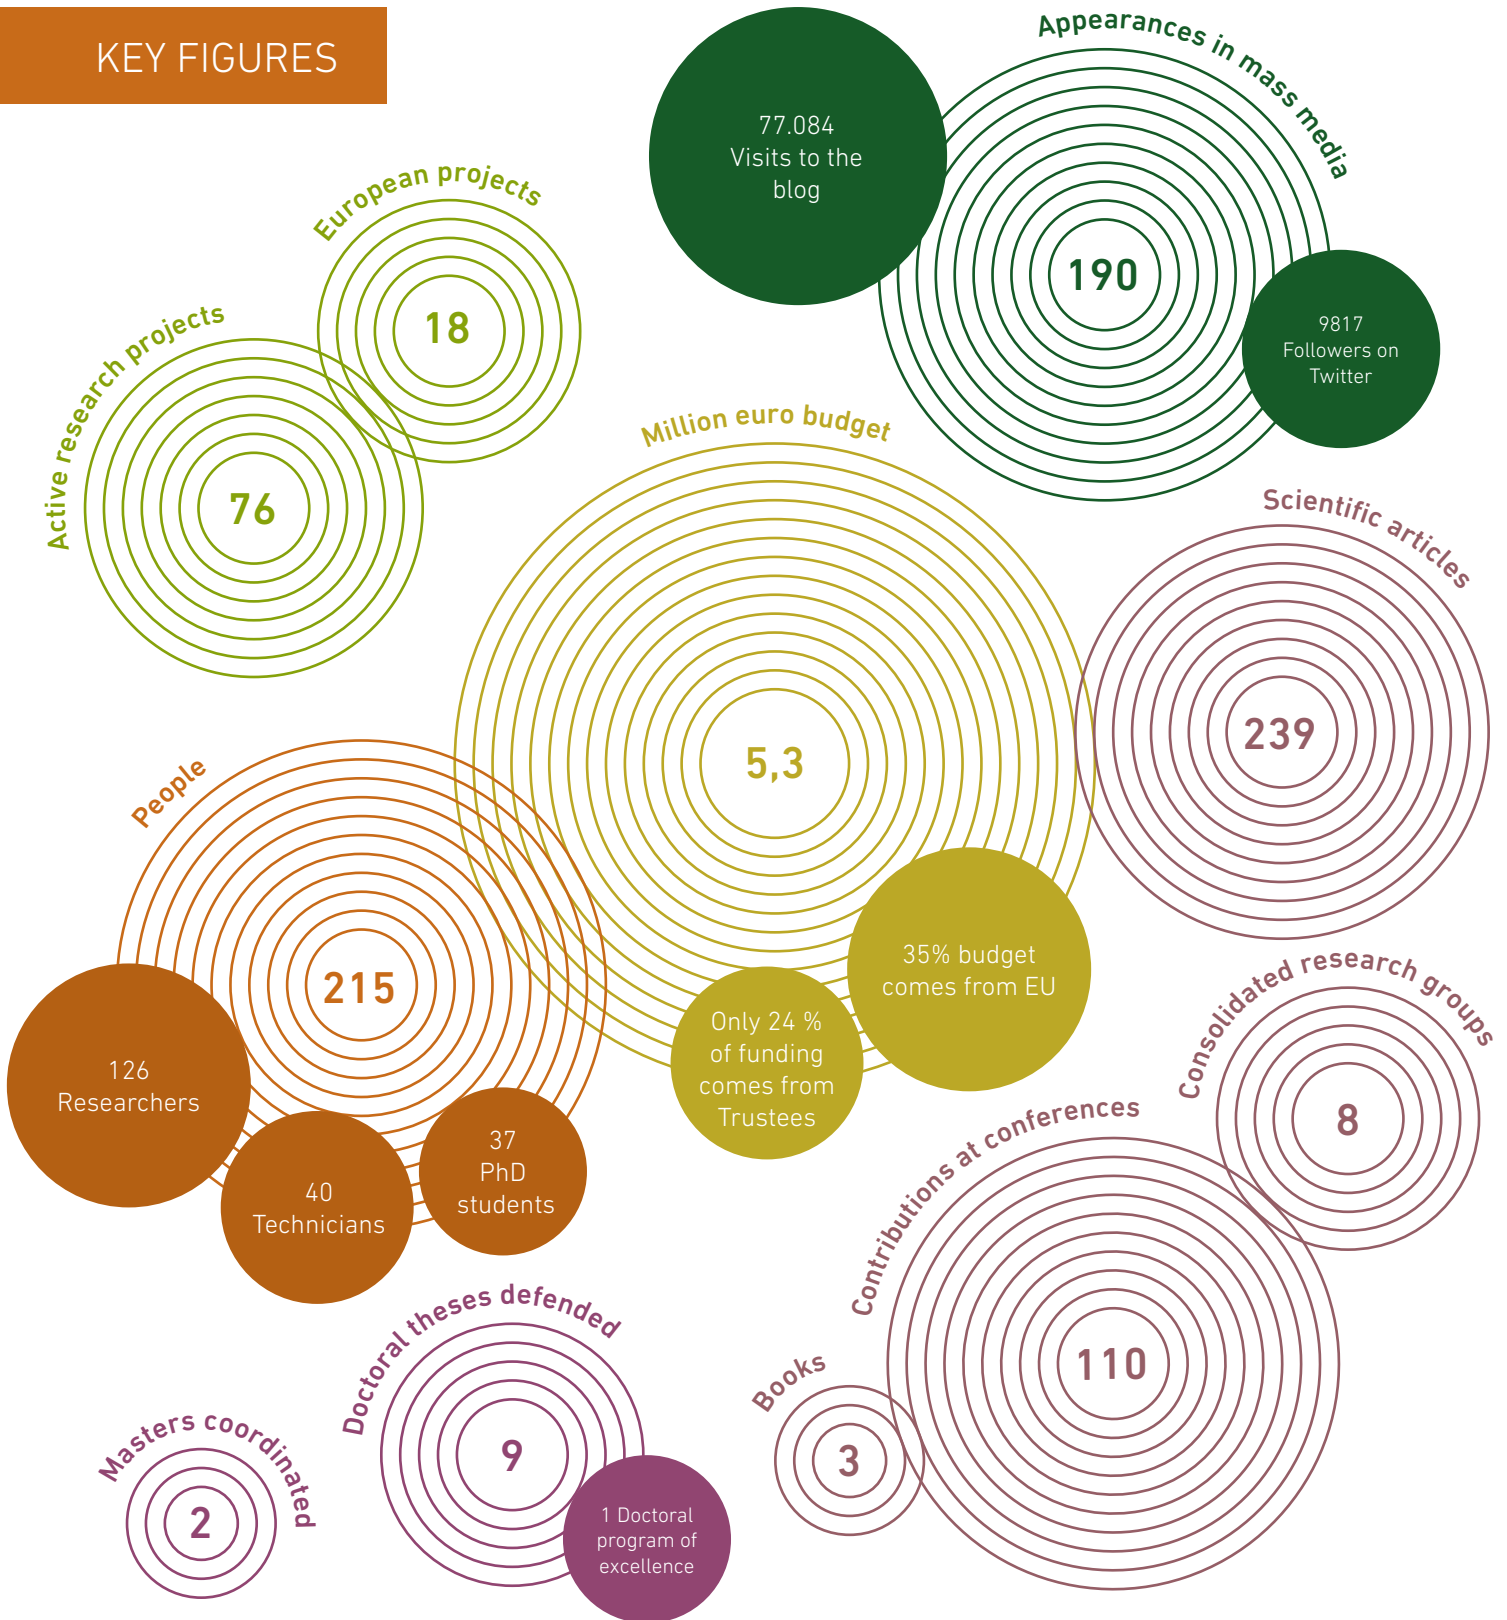 KEY FIGURES
77.084
Visits to the
blog
Appearances in mass media
190
9817
Followers on
Twitter
European projects
18
Active research projects
76
Million euro budget
5,3
35% budget
comes from EU
Only 24 %
of funding
comes from
Trustees
Scientific articles
239
People
215
126
Researchers
40
Technicians
37
PhD
students
Consolidated research groups
8
Contributions at conferences
110
Books
3
Doctoral theses defended
9
1 Doctoral
program of
excellence
Masters coordinated
2